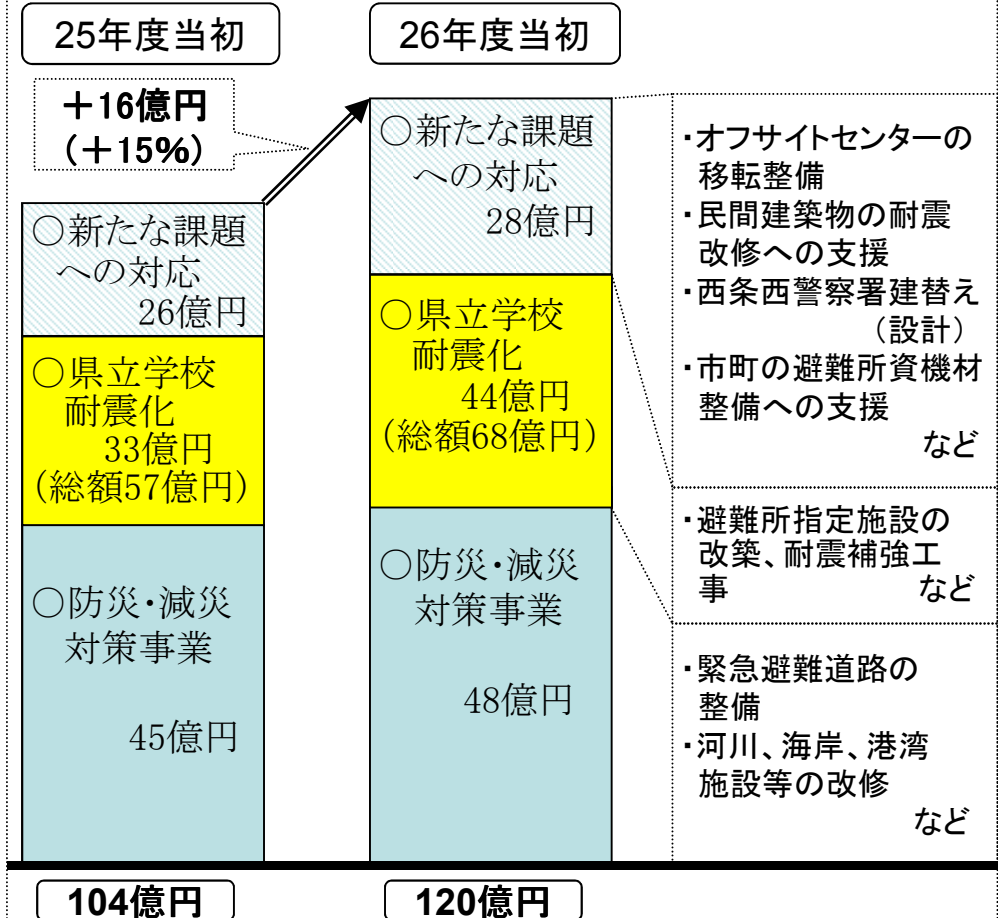 25年度当初
26年度当初
＋16億円
（＋15％）
○新たな課題
への対応
26億円
○県立学校
耐震化
33億円
（総額57億円）
○防災・減災
対策事業
45億円
○新たな課題
への対応
28億円
○県立学校
耐震化
44億円
（総額68億円）
○防災・減災
対策事業
48億円
・オフサイトセンターの
移転整備
・民間建築物の耐震
改修への支援
・西条西警察署建替え
（設計）
・市町の避難所資機材
整備への支援
など
・避難所指定施設の
改築、耐震補強工
事　など
・緊急避難道路の
整備
・河川、海岸、港湾
施設等の改修
など
104億円
120億円